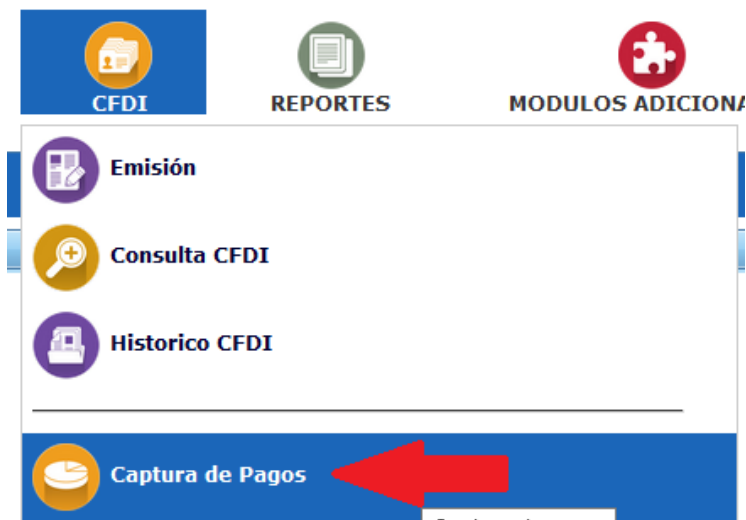 CFDI
REPORTES
MODULOS ADICIONA
Emisión
Consulta CFDI
Historico CFDI
Captura de Pagos